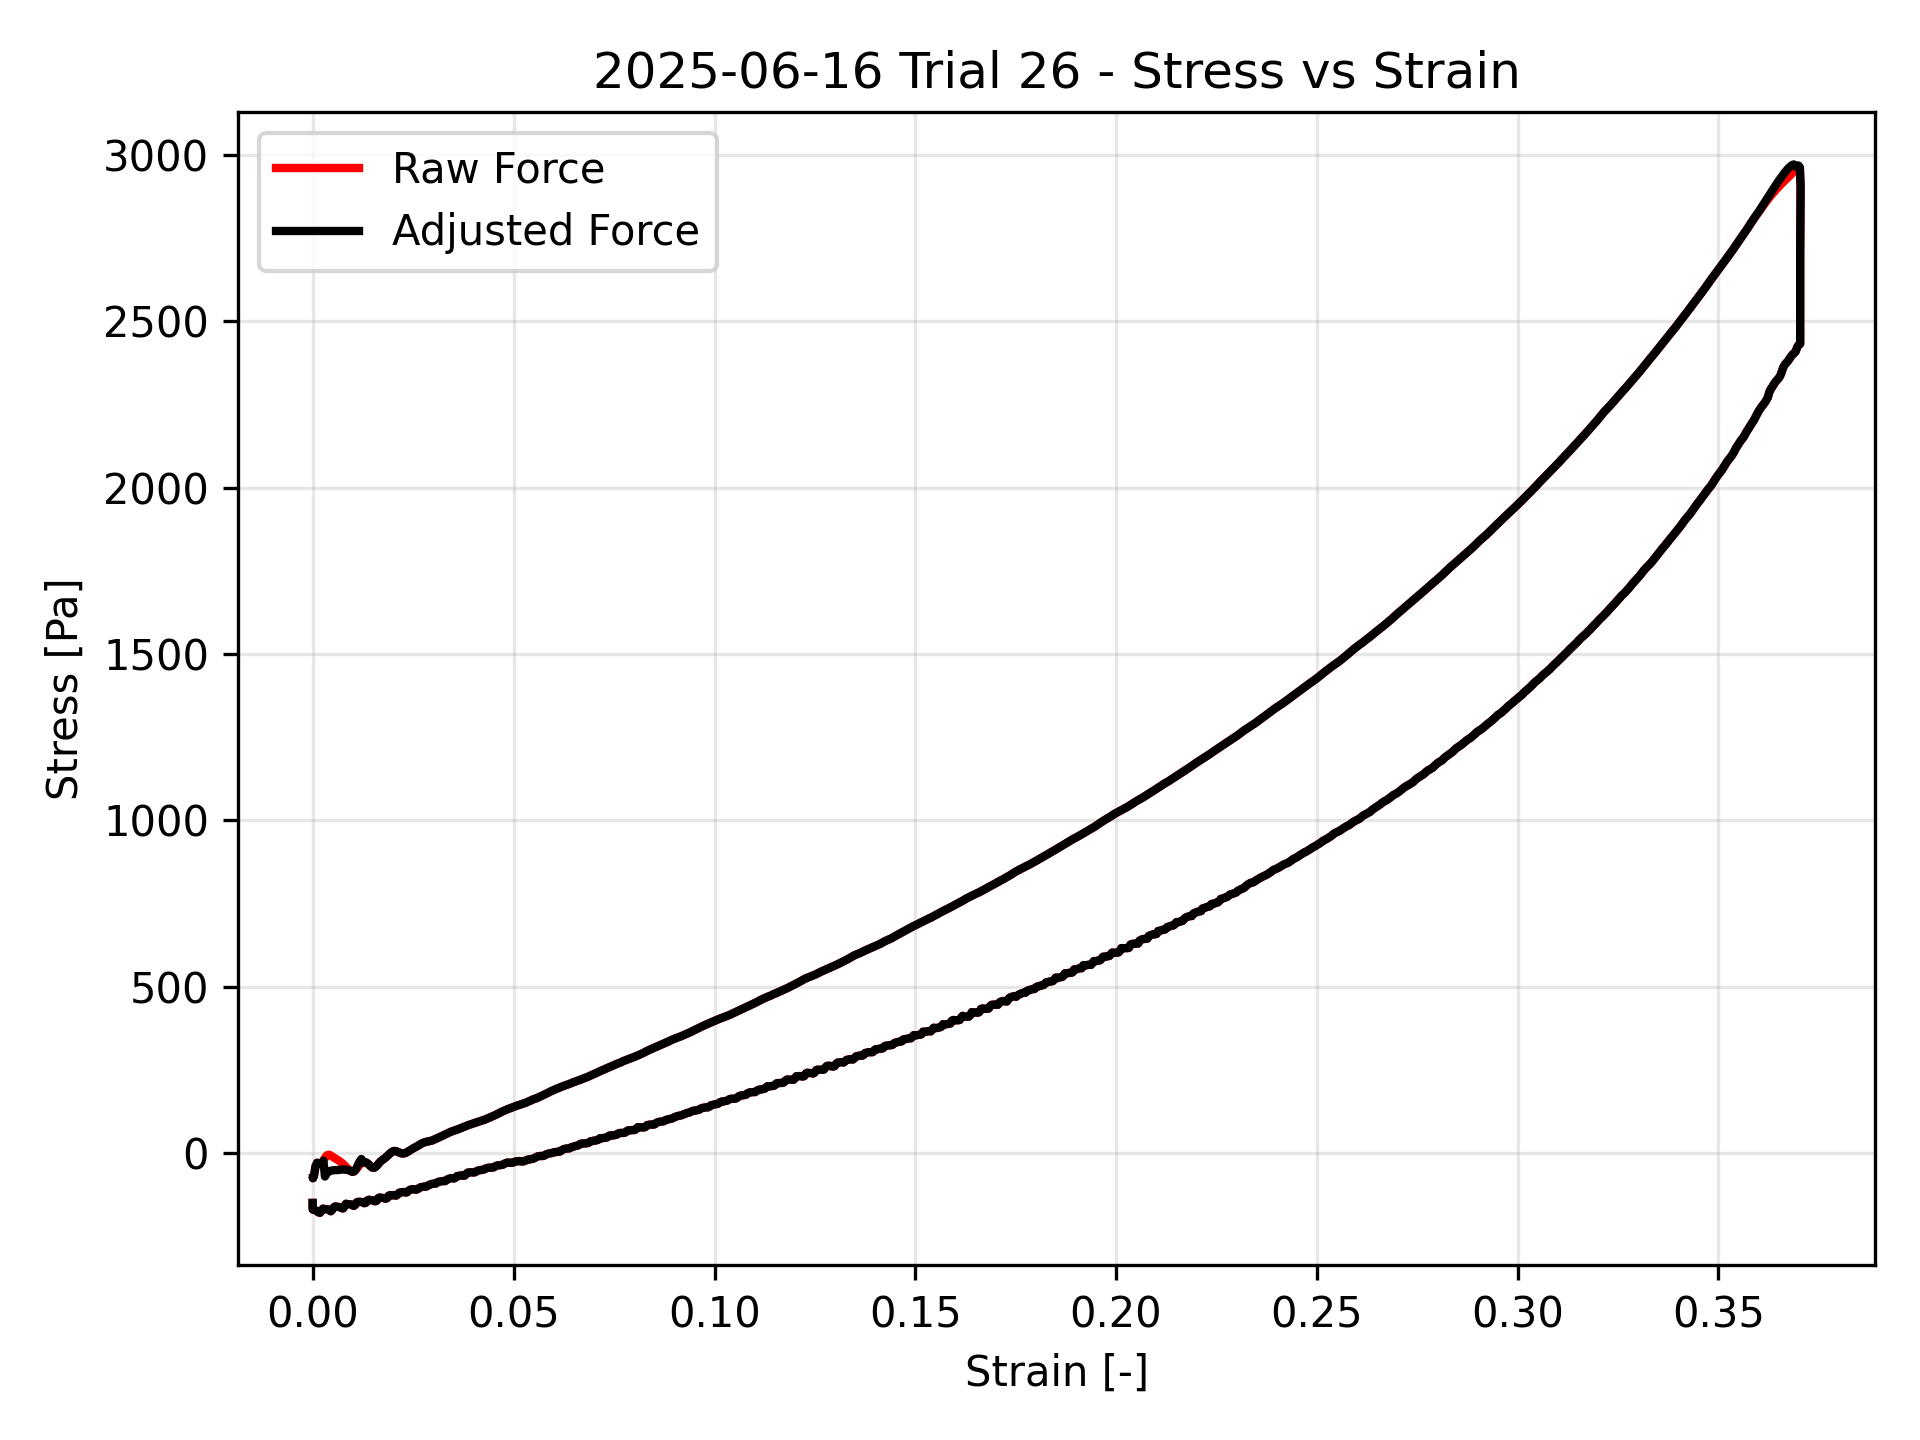 2025-06-16 Trial 26 - Stress vs Strain
Raw Force
Adjusted Force
3000
2500
2000
1500
1000
500
0
Stress [Pa]
0.00 0.05 0.10 0.15 0.20 0.25 0.30 0.35
Strain [-]